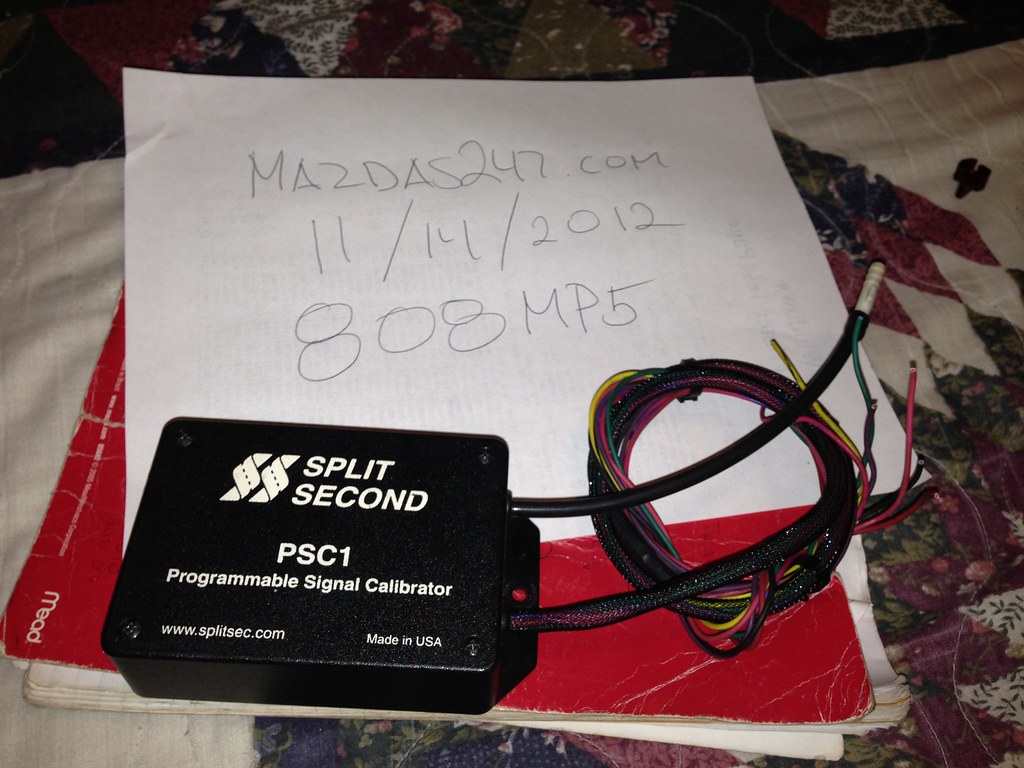 MAZDAS247.com
11/14/2012
808MP5
SPLIT
SECOND
PSC1
Programmable Signal Calibrator
www.splitsec.com
Made in USA
mead